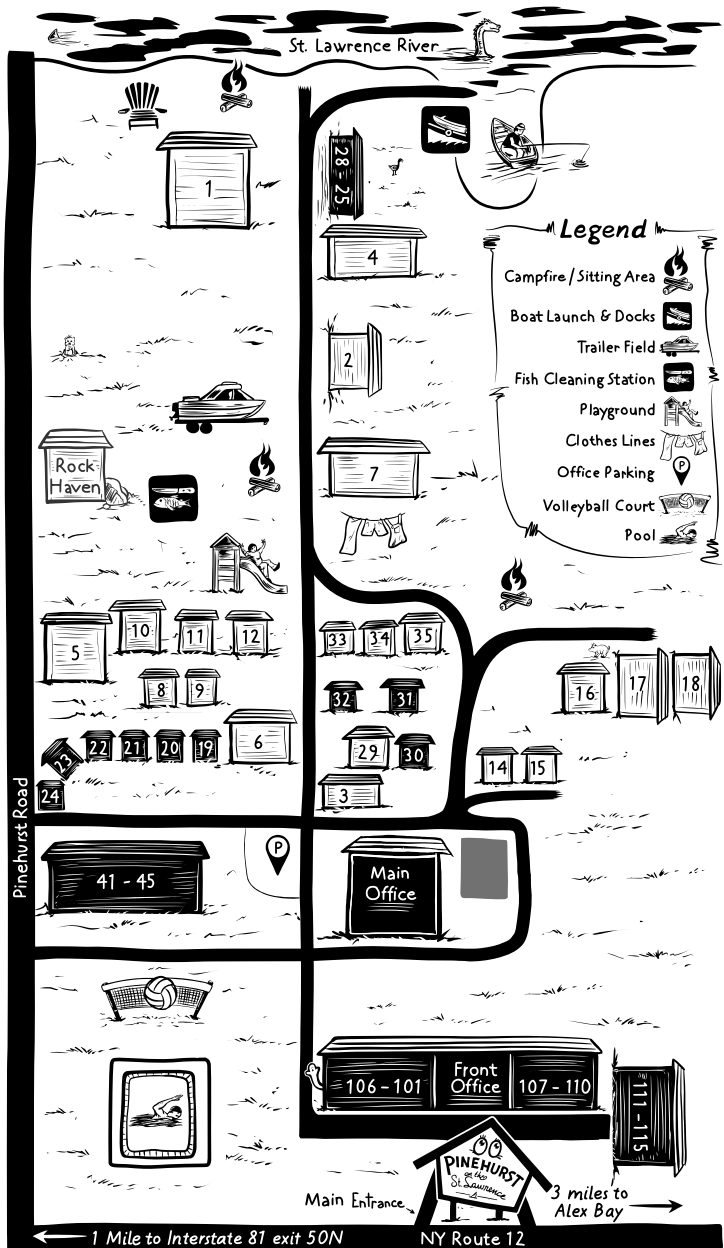 St. Lawrence River
1
28 - 25
4
Legend
Campfire/Sitting Area
Boat Launch & Docks
Trailer Field
Fish Cleaning Station
Playground
Clothes Lines
Office Parking
P
Volleyball Court
Pool
2
Rock
Haven
7
5
10
11
12
33
34
35
8
9
32
31
16
17
18
23
22
21
20
19
6
29
30
14
15
24
3
Pinehurst Road
41 - 45
P
Main
Office
106-101
Front
Office
107-110
111-115
PINEHURST
on the
St. Lawrence
Main Entrance
3 miles to
Alex Bay
1 Mile to Interstate 81 exit 50N
NY Route 12